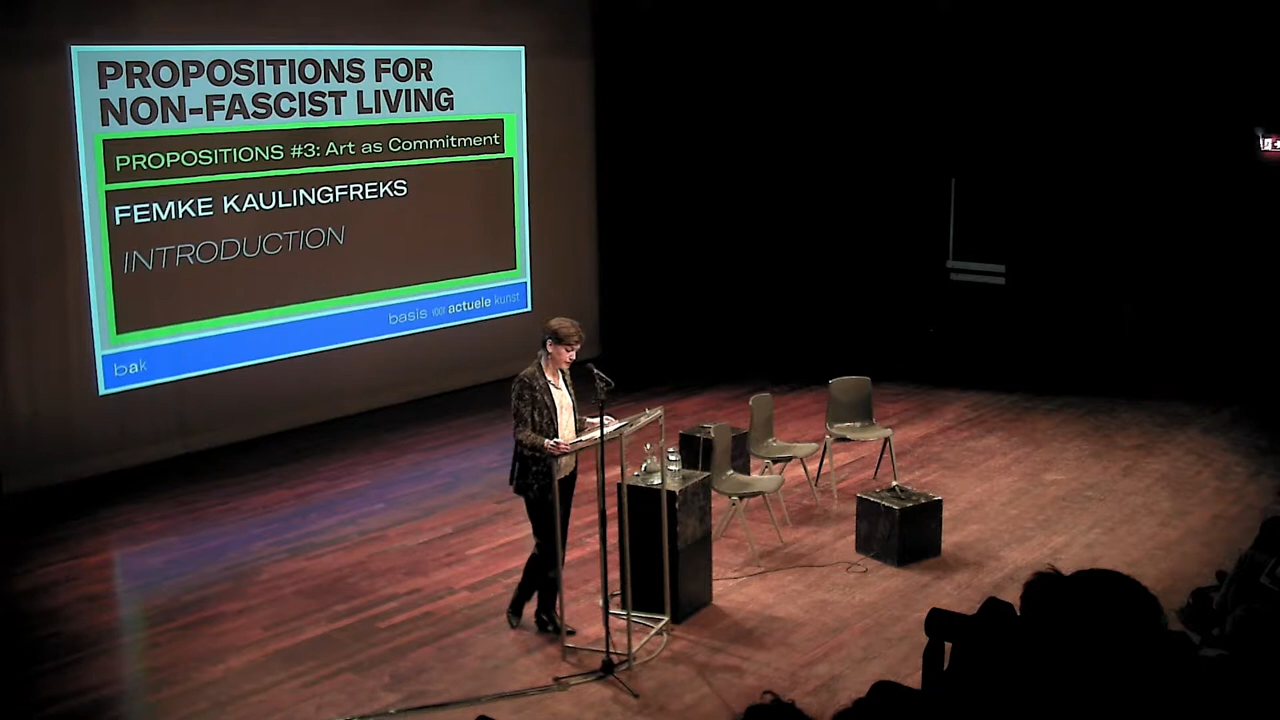 PROPOSITIONS FOR
NON-FASCIST LIVING
PROPOSITIONS #3: Art as Commitment
FEMKE KAULINGFREKS
INTRODUCTION
basis voor actuele kunst
bak